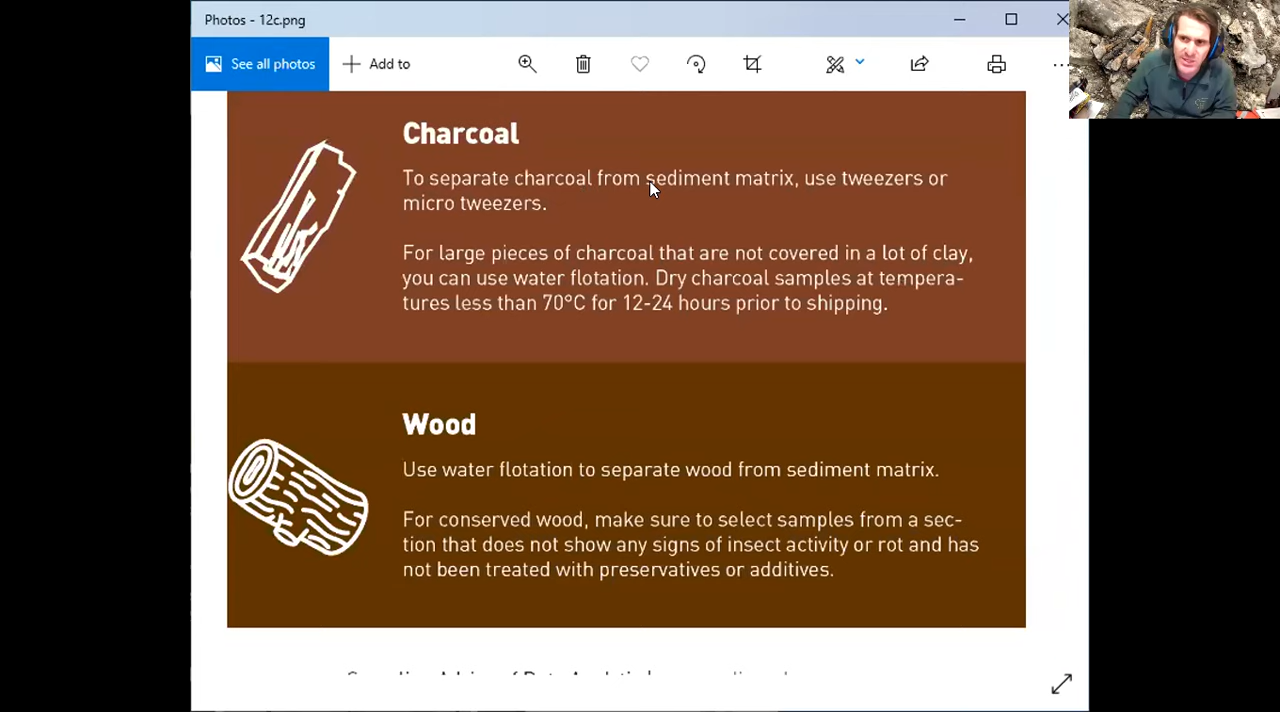 Photos - 12c.png
See all photos
Add to
Charcoal
To separate charcoal from sediment matrix, use tweezers or
micro tweezers.
For large pieces of charcoal that are not covered in a lot of clay,
you can use water flotation. Dry charcoal samples at tempera-
tures less than 70°C for 12-24 hours prior to shipping.
Wood
Use water flotation to separate wood from sediment matrix.
For conserved wood, make sure to select samples from a sec-
tion that does not show any signs of insect activity or rot and has
not been treated with preservatives or additives.